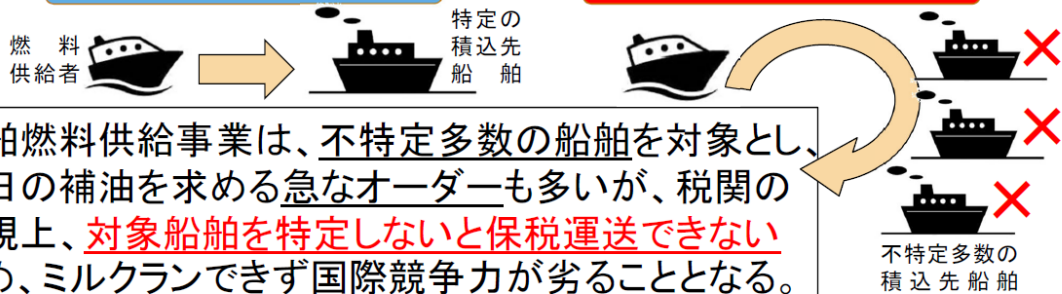 燃料
供給者
特定の
積込先
船舶
舶燃料供給事業は、不特定多数の船舶を対象とし、
日の補油を求める急なオーダーも多いが、税関の
上、対象船舶を特定しないと保税運送できない
め、ミルクランできず国際競争力が劣ることとなる。
不特定多数の
積込先船舶